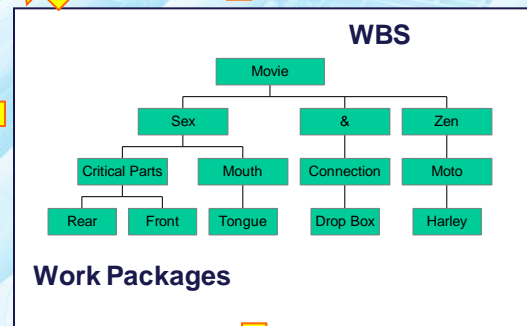 WBS
Movie
Sex & Zen
Critical Parts Mouth Connection Moto
Rear Front Tongue Drop Box Harley
Work Packages